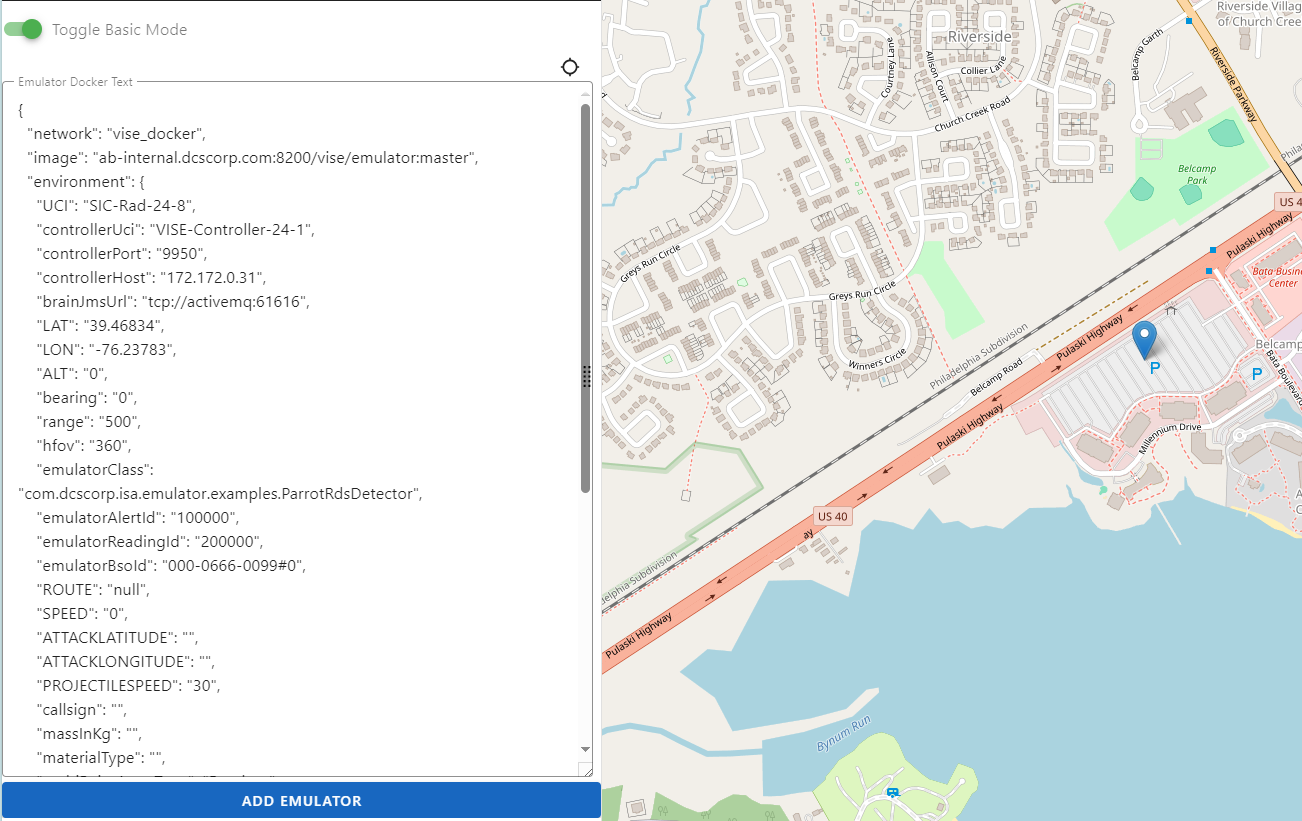 Toggle Basic Mode
Emulator Docker Text
{
"network": "vise_docker",
"image": "ab-internal.dcscorp.com:8200/vise/emulator:master",
"environment": {
"UCI": "SIC-Rad-24-8",
"controllerUci": "VISE-Controller-24-1",
"controllerPort": "9950",
"controllerHost": "172.172.0.31",
"brainJmsUrl": "tcp://activemq:61616",
"LAT": "39.46834",
"LON": "-76.23783",
"ALT": "0",
"bearing": "0",
"range": "500",
"hfov": "360",
"emulatorClass":
"com.dcscorp.isa.emulator.examples.ParrotRdsDetector",
"emulatorAlertId": "100000",
"emulatorReadingId": "200000",
"emulatorBsoId": "000-0666-0099#0",
"ROUTE": "null",
"SPEED": "0",
"ATTACKLATITUDE": "",
"ATTACKLONGITUDE": "",
"PROJECTILESPEED": "30",
"callsign": "",
"massInKg": "",
"materialType": "",
ADD EMULATOR
Riverside Villag
of Church Creek
Riverside
Courtney Lane
Allison Court
Collier Lane
Church Creek Road
Belcamp Garth
Riverside Parkway
Belcamp
Park
Philadelphia
US 4
Pulaski Highway
Bata Busine
Center
Greys Run Circle
Greys Run Circle
Winners Circle
Philadelphia Subdivision
Belcamp Road
Pulaski Highway
P
P
Belcamp
Bata Boulevard
Pulaski Highway
Millennium Drive
US 40
ay
delphia Subdivision
Pulaski Highway
Bynum Run